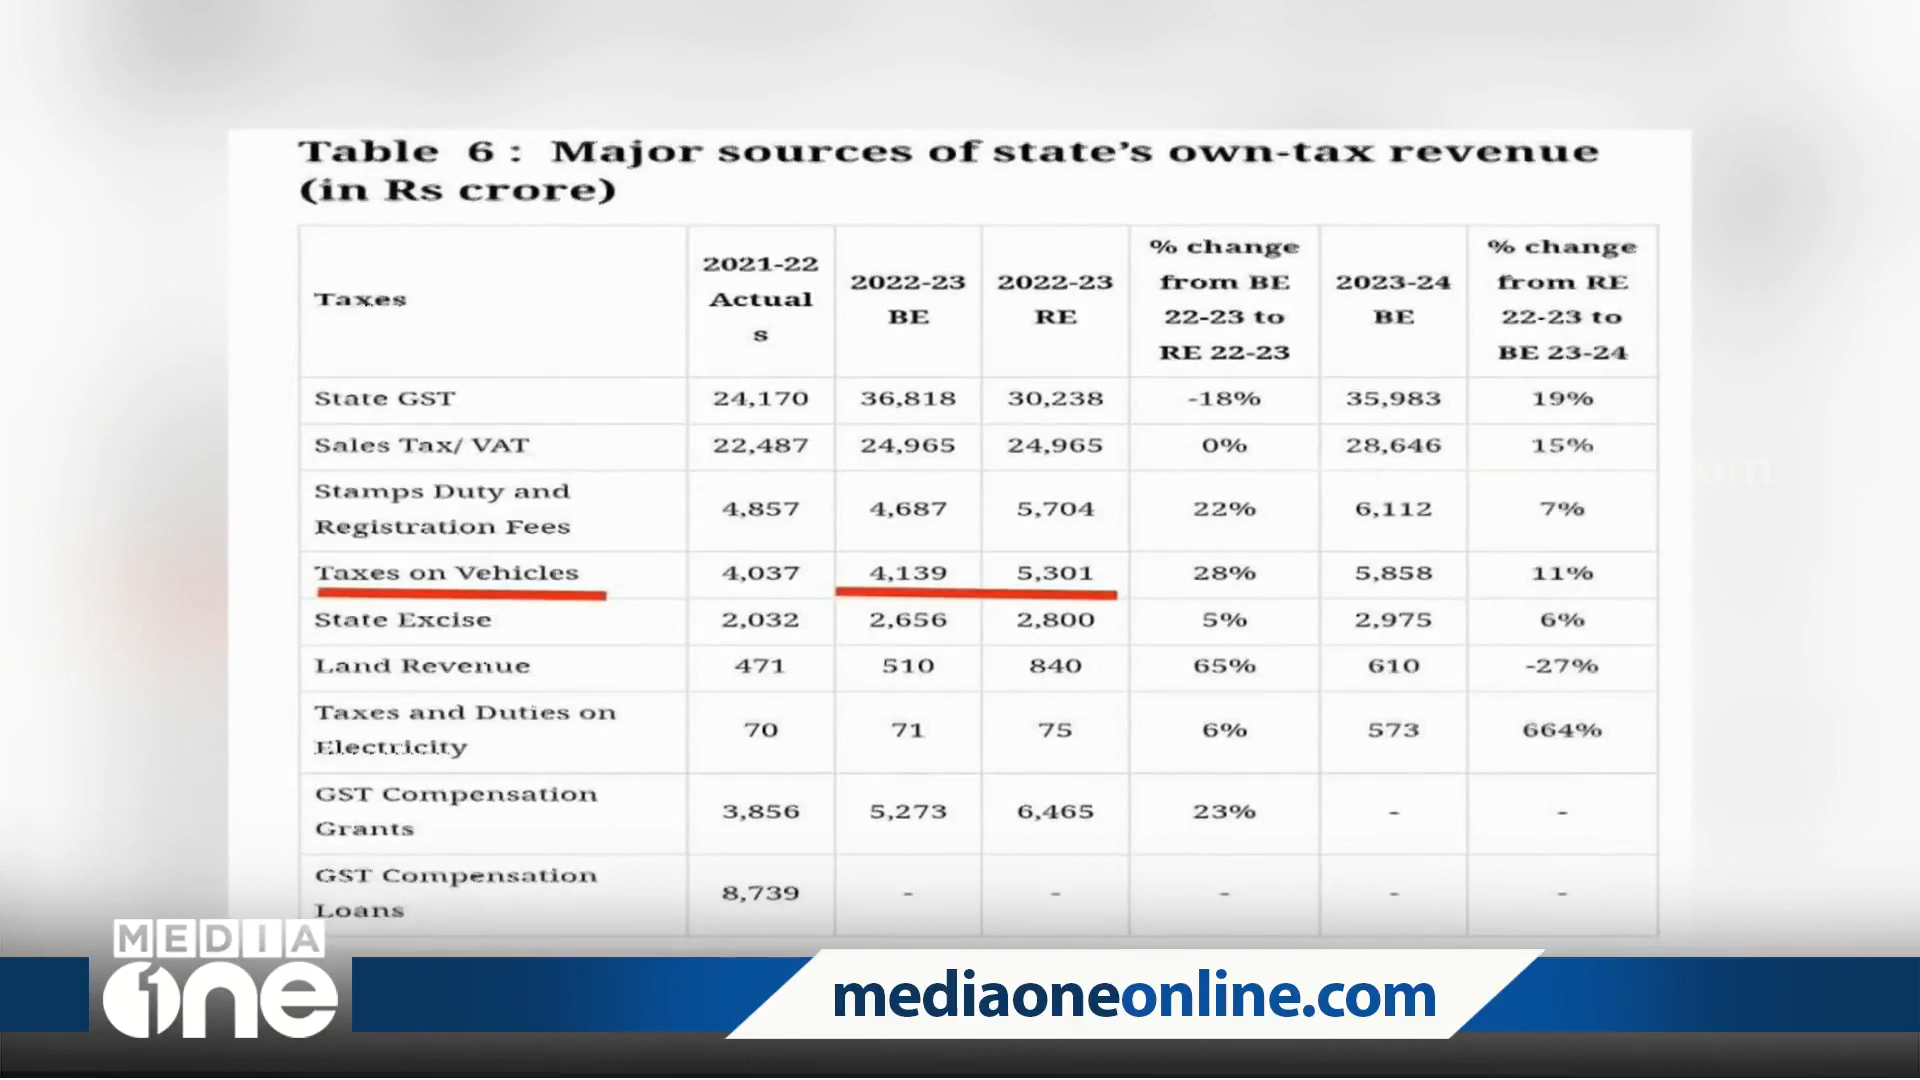 Table 6 : Major sources of state's own-tax revenue
(in Rs crore)
Taxes
2021-22
Actual
s
2022-23
BE
2022-23
RE
% change
from BE
22-23 to
RE 22-23
2023-24
BE
% change
from RE
22-23 to
BE 23-24
State GST 24,170 36,818 30,238 -18% 35,983 19%
Sales Tax/ VAT 22,487 24,965 24,965 0% 28,646 15%
Stamps Duty and
Registration Fees 4,857 4,687 5,704 22% 6,112 7%
Taxes on Vehicles 4,037 4,139 5,301 28% 5,858 11%
State Excise 2,032 2,656 2,800 5% 2,975 6%
Land Revenue 471 510 840 65% 610 -27%
Taxes and Duties on
Electricity 70 71 75 6% 573 664%
GST Compensation
Grants 3,856 5,273 6,465 23% - -
GST Compensation
Loans 8,739 - - - - -
MEDIA
one
mediaoneonline.com